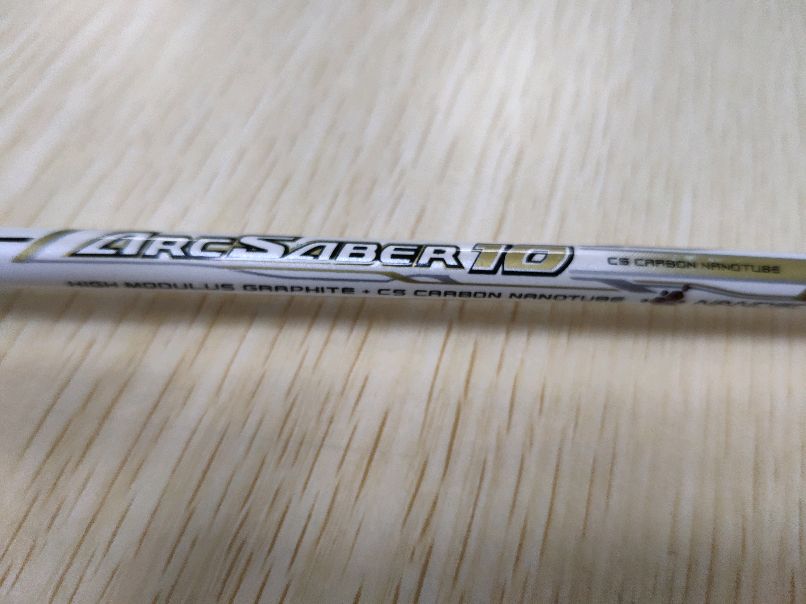 ARCSABER 10
CS CARBON NANOTUBE
HIGH MODULUS GRAPHITE • CS CARBON NANOTUBE